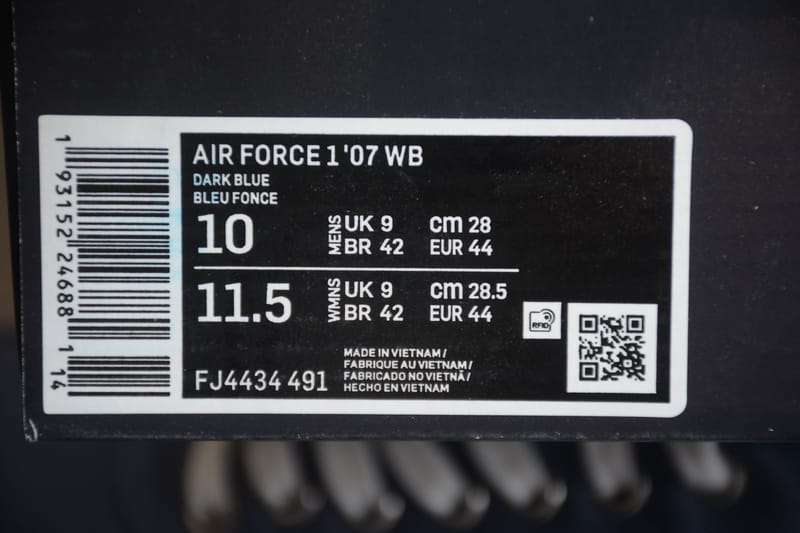 AIR FORCE 1 '07 WB
DARK BLUE
BLEU FONCE
10 MENS UK 9 cm 28
BR 42 EUR 44
11.5 WMNS UK 9 cm 28.5
BR 42 EUR 44
RFID
FJ4434 491
MADE IN VIETNAM /
FABRIQUE AU VIETNAM /
FABRICADO NO VIETNÃ /
HECHO EN VIETNAM
1 93152 24688 1 14